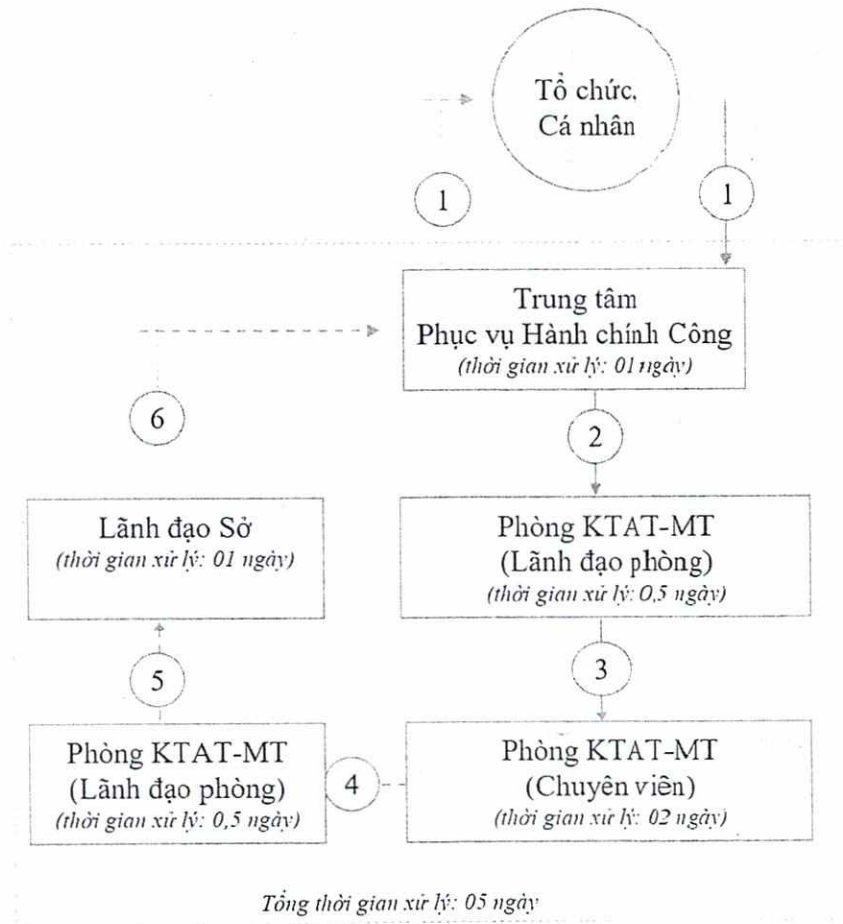 Tổ chức,
Cá nhân
1
1
Trung tâm
Phục vụ Hành chính Công
(thời gian xử lý: 01 ngày)
6
2
Lãnh đạo Sở
(thời gian xử lý: 01 ngày)
Phòng KTAT-MT
(Lãnh đạo phòng)
(thời gian xử lý: 0,5 ngày)
5
3
Phòng KTAT-MT
(Lãnh đạo phòng)
(thời gian xử lý: 0,5 ngày)
4
Phòng KTAT-MT
(Chuyên viên)
(thời gian xử lý: 02 ngày)
Tổng thời gian xử lý: 05 ngày